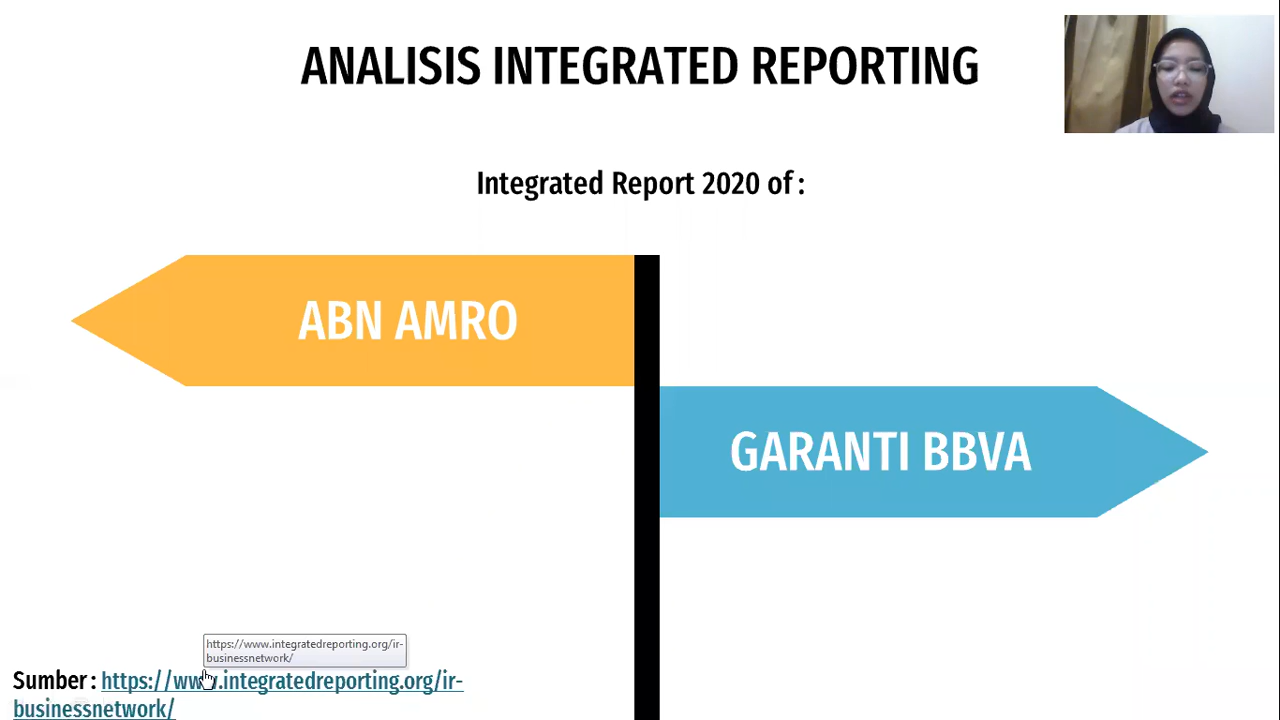 ANALISIS INTEGRATED REPORTING
Integrated Report 2020 of :
ABN AMRO
GARANTI BBVA
https://www.integratedreporting.org/ir-
businessnetwork/
Sumber : https://www.integratedreporting.org/ir-
businessnetwork/